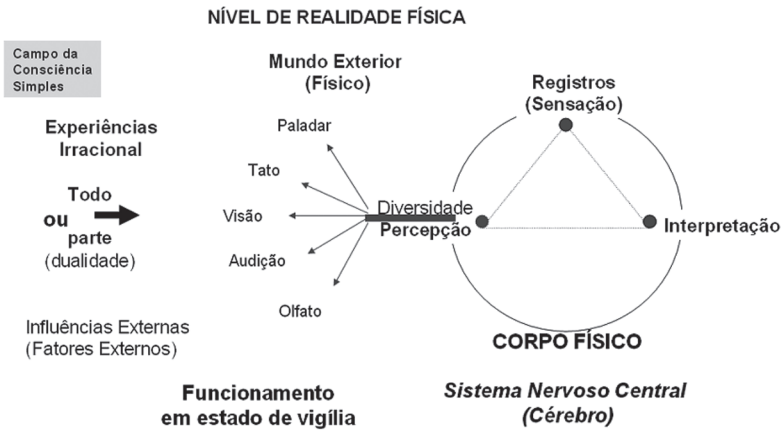 NÍVEL DE REALIDADE FÍSICA
Campo da
Consciência
Simples
Mundo Exterior
(Físico)
Registros
(Sensação)
Experiências
Irracional
Paladar
Tato
Todo
ou
parte
(dualidade)
Visão
Diversidade
Percepção
Interpretação
Audição
Olfato
Influências Externas
(Fatores Externos)
CORPO FÍSICO
Funcionamento
em estado de vigília
Sistema Nervoso Central
(Cérebro)